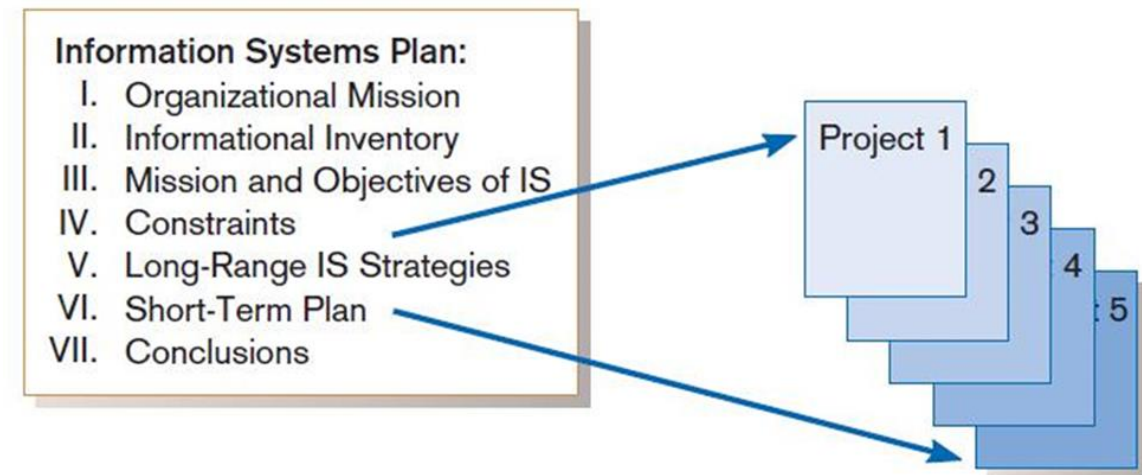 Information Systems Plan:
I. Organizational Mission
II. Informational Inventory
III. Mission and Objectives of IS
IV. Constraints
V. Long-Range IS Strategies
VI. Short-Term Plan
VII. Conclusions
Project 1
2
3
4
5